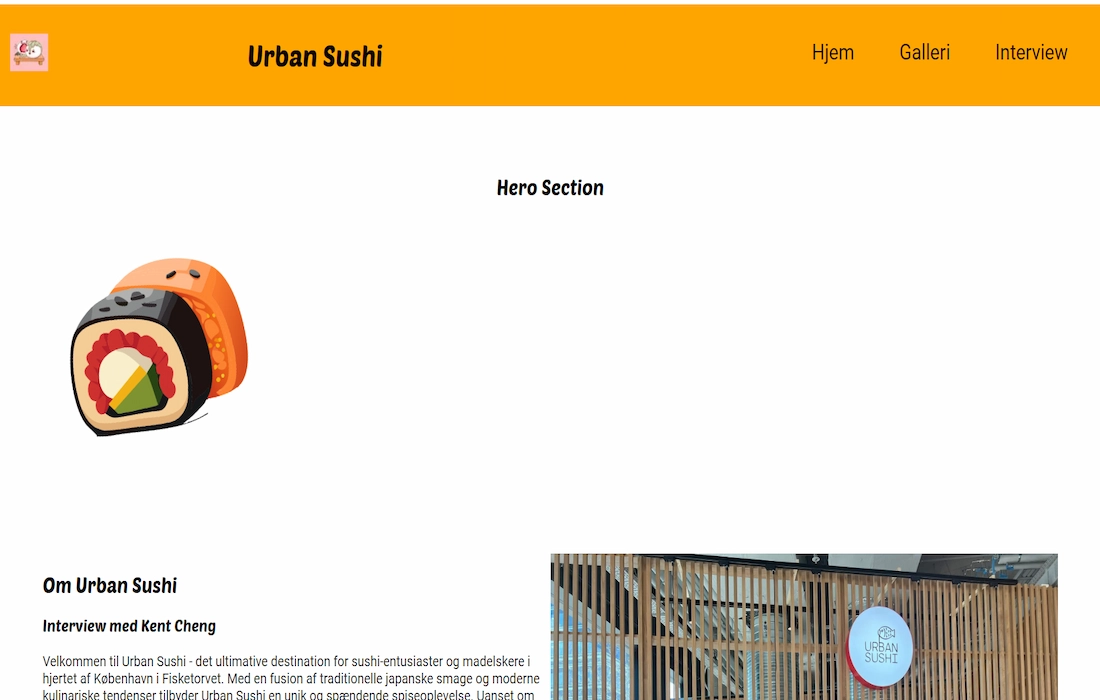 Urban Sushi
Hjem Galleri Interview
Hero Section
Om Urban Sushi
Interview med Kent Cheng
Velkommen til Urban Sushi - det ultimative destination for sushi-entusiaster og madelskere i
hjertet af København i Fisketorvet. Med en fusion af traditionelle japanske smage og moderne
kulinariske tendenser tilbyder Urban Sushi en unik og spændende spiseoplevelse. Uanset om
URBAN
SUSHI